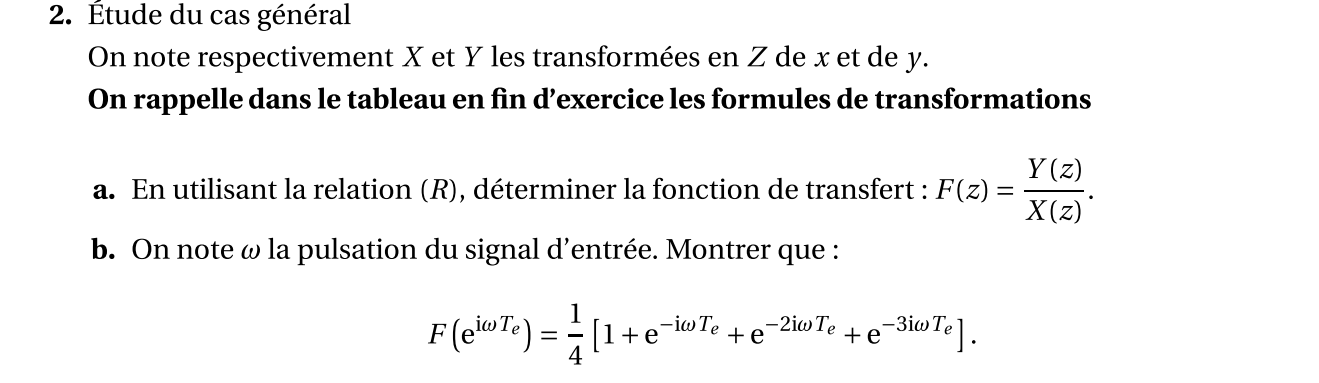 2. Étude du cas général
On note respectivement X et Y les transformées en Z de x et de y.
On rappelle dans le tableau en fin d'exercice les formules de transformations
a. En utilisant la relation (R), déterminer la fonction de transfert : F(z) = Y(z)/X(z).
b. On note ω la pulsation du signal d'entrée. Montrer que :
F(e^{iωT_e}) = 1/4 [1 + e^{−iωT_e} + e^{−2iωT_e} + e^{−3iωT_e}].